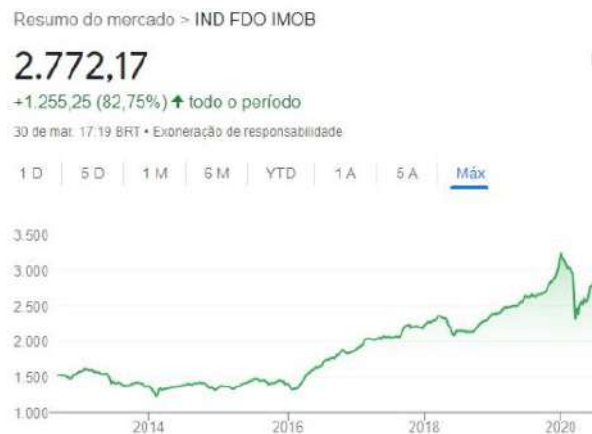 Resumo do mercado > IND FDO IMOB
2.772,17
+1.255,25 (82,75%) ↑ todo o período
30 de mar. 17:19 BRT • Exoneração de responsabilidade
1 D 5 D 1 M 6 M YTD 1 A 5 A Máx
3.500
3.000
2.500
2.000
1.500
1.000
2014 2016 2018 2020